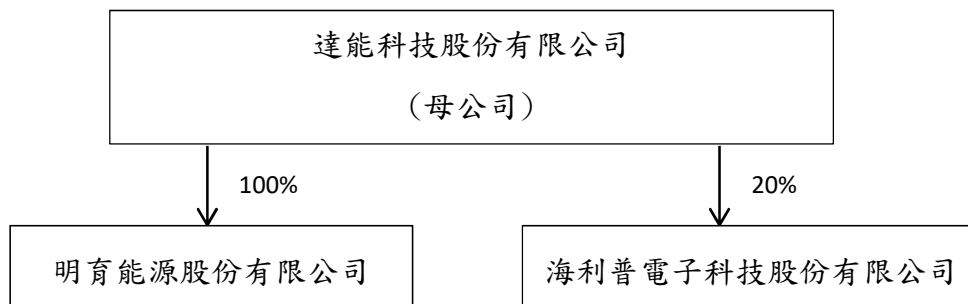 達能科技股份有限公司
（母公司）
100%
20%
明育能源股份有限公司
海利普電子科技股份有限公司